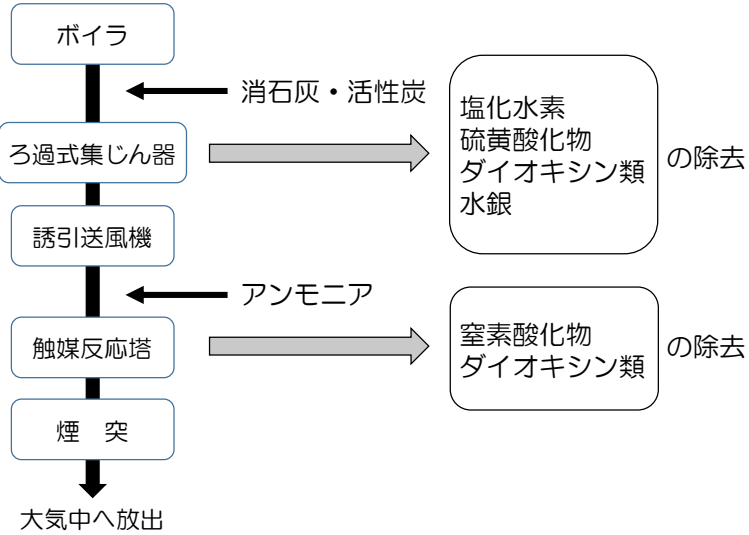 ボイラ
消石灰・活性炭
ろ過式集じん器
塩化水素
硫黄酸化物
ダイオキシン類
水銀
の除去
誘引送風機
アンモニア
触媒反応塔
窒素酸化物
ダイオキシン類
の除去
煙　突
大気中へ放出